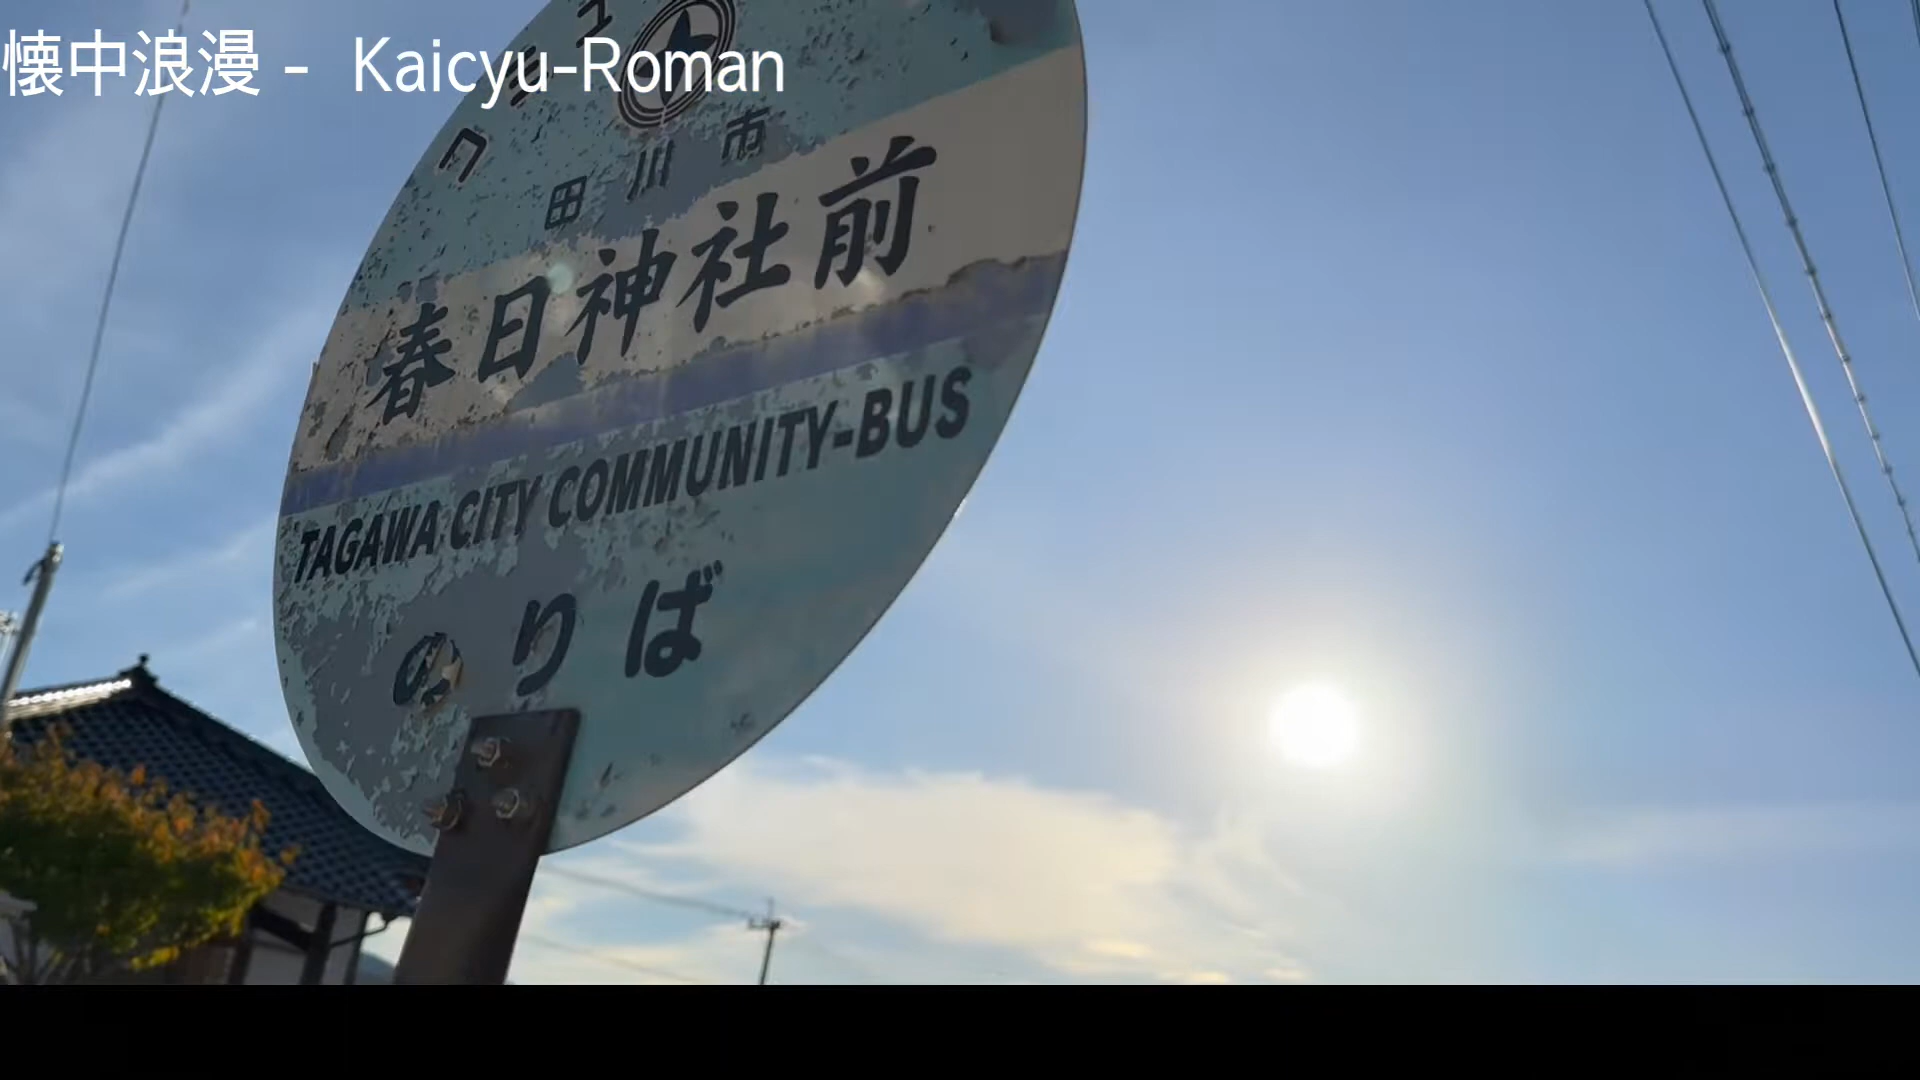 懐中浪漫 - Kaicyu-Roman
田川市
春日神社前
TAGAWA CITY COMMUNITY-BUS
のりば